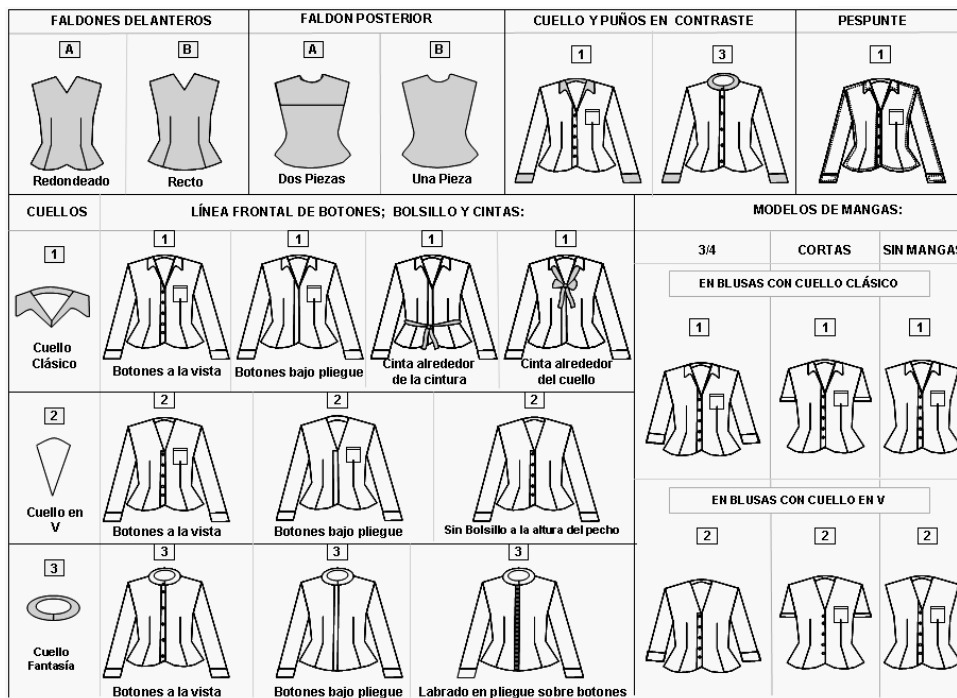 FALDONES DELANTEROS
FALDON POSTERIOR
CUELLO Y PUÑOS EN CONTRASTE
PESPUNTE
A
B
A
B
1
3
1
Redondeado
Recto
Dos Piezas
Una Pieza
CUELLOS
LÍNEA FRONTAL DE BOTONES; BOLSILLO Y CINTAS:
MODELOS DE MANGAS:
3/4
CORTAS
SIN MANGAS
1
1
1
1
1
EN BLUSAS CON CUELLO CLÁSICO
1
1
1
Cuello
Clásico
Botones a la vista
Botones bajo pliegue
Cinta alrededor
de la cintura
Cinta alrededor
del cuello
2
2
2
2
EN BLUSAS CON CUELLO EN V
Cuello en
V
Botones a la vista
Botones bajo pliegue
Sin Bolsillo a la altura del pecho
2
2
2
3
3
3
3
Cuello
Fantasía
Botones a la vista
Botones bajo pliegue
Labrado en pliegue sobre botones